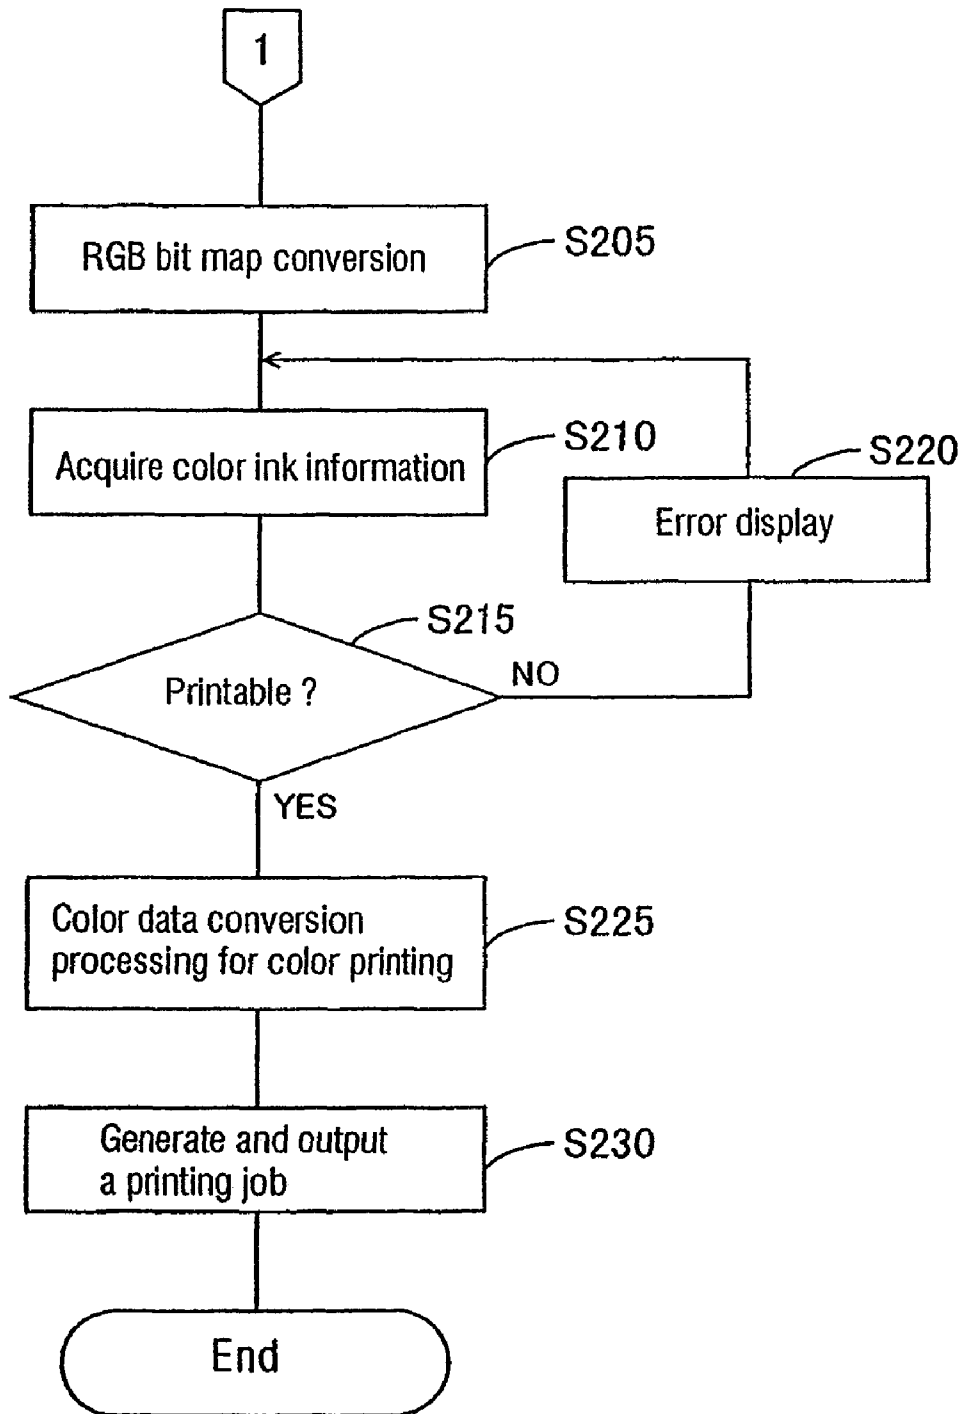 1
RGB bit map conversion
S205
Acquire color ink information
S210
S220
Error display
S215
Printable ?
NO
YES
Color data conversion
processing for color printing
S225
Generate and output
a printing job
S230
End